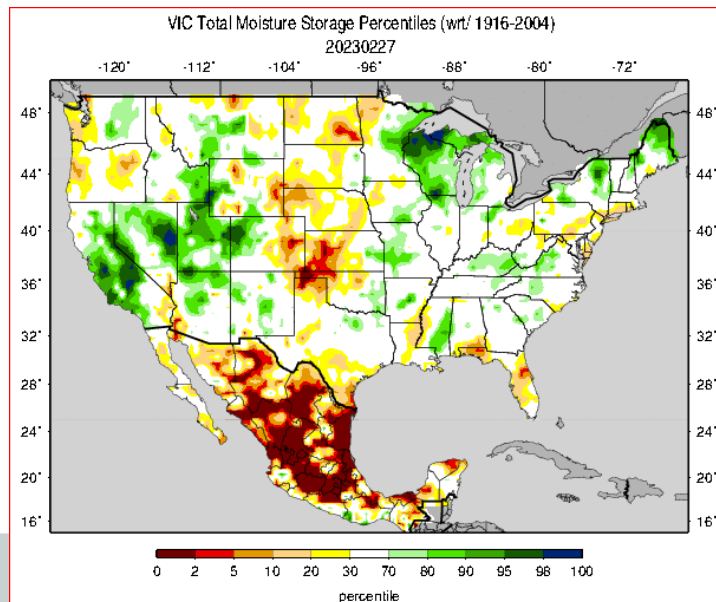 VIC Total Moisture Storage Percentiles (wrt/ 1916-2004)
20230227
-120° -112° -104° -96° -88° -80° -72°
48° 48°
44° 44°
40° 40°
36° 36°
32° 32°
28° 28°
24° 24°
20° 20°
16° 16°
0 2 5 10 20 30 70 80 90 95 98 100
percentile